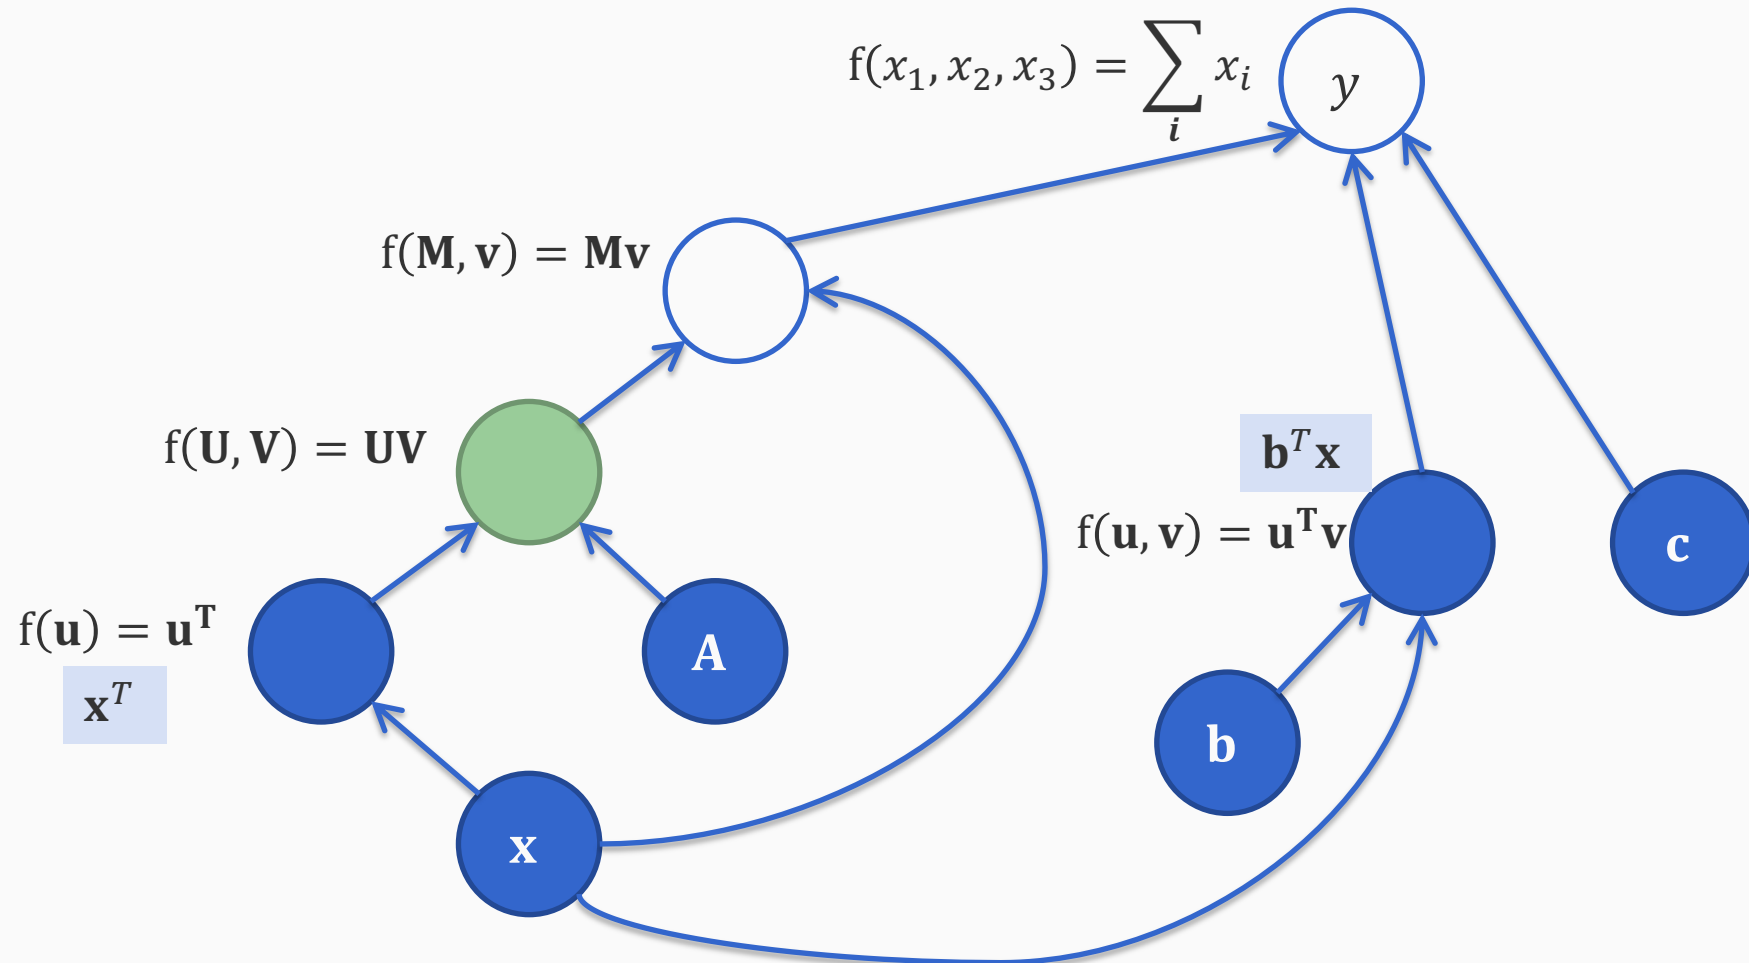 f(x₁, x₂, x₃) = ∑ᵢ xᵢ
y
f(M, v) = Mv
f(U, V) = UV
bᵀx
f(u, v) = uᵀv
c
f(u) = uᵀ
A
xᵀ
b
x